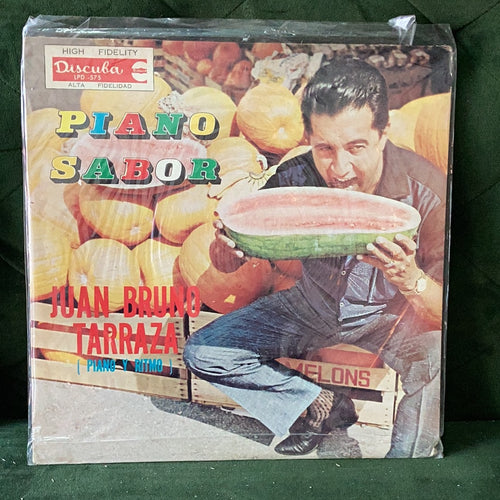 HIGH FIDELITY
Discuba
LPD-575
ALTA FIDELIDAD
PIANO
SABOR
JUAN BRUNO
TARRAZA
( PIANO Y RITMO )
MELONS